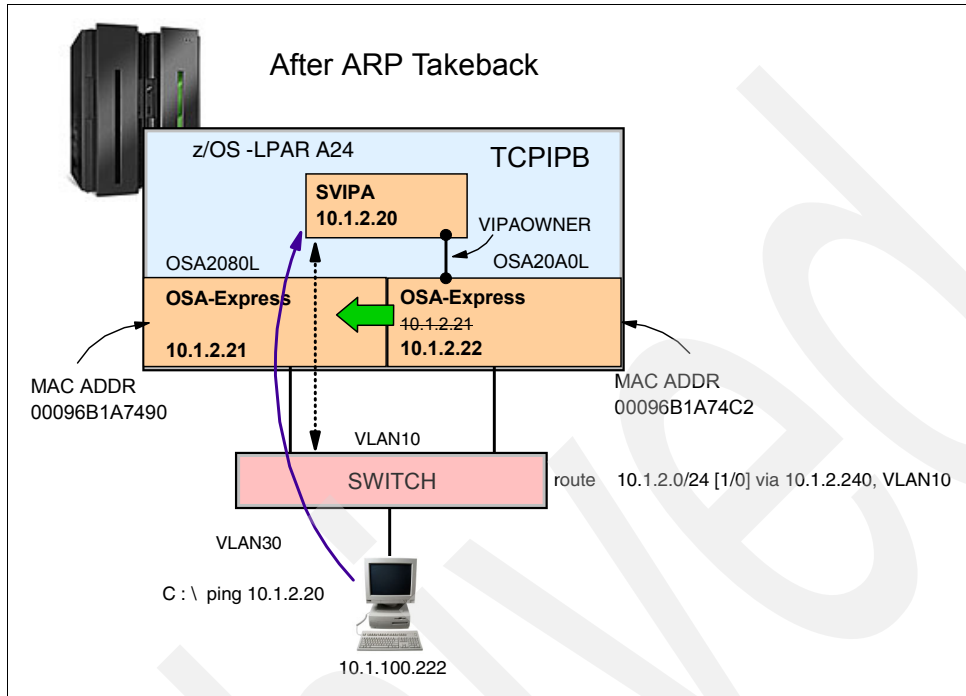 After ARP Takeback
z/OS -LPAR A24
TCPIPB
SVIPA
10.1.2.20
VIPAOWNER
OSA2080L
OSA20A0L
OSA-Express
10.1.2.21
OSA-Express
10.1.2.21
10.1.2.22
MAC ADDR
00096B1A7490
MAC ADDR
00096B1A74C2
VLAN10
SWITCH
route 10.1.2.0/24 [1/0] via 10.1.2.240, VLAN10
VLAN30
C : \ ping 10.1.2.20
10.1.100.222